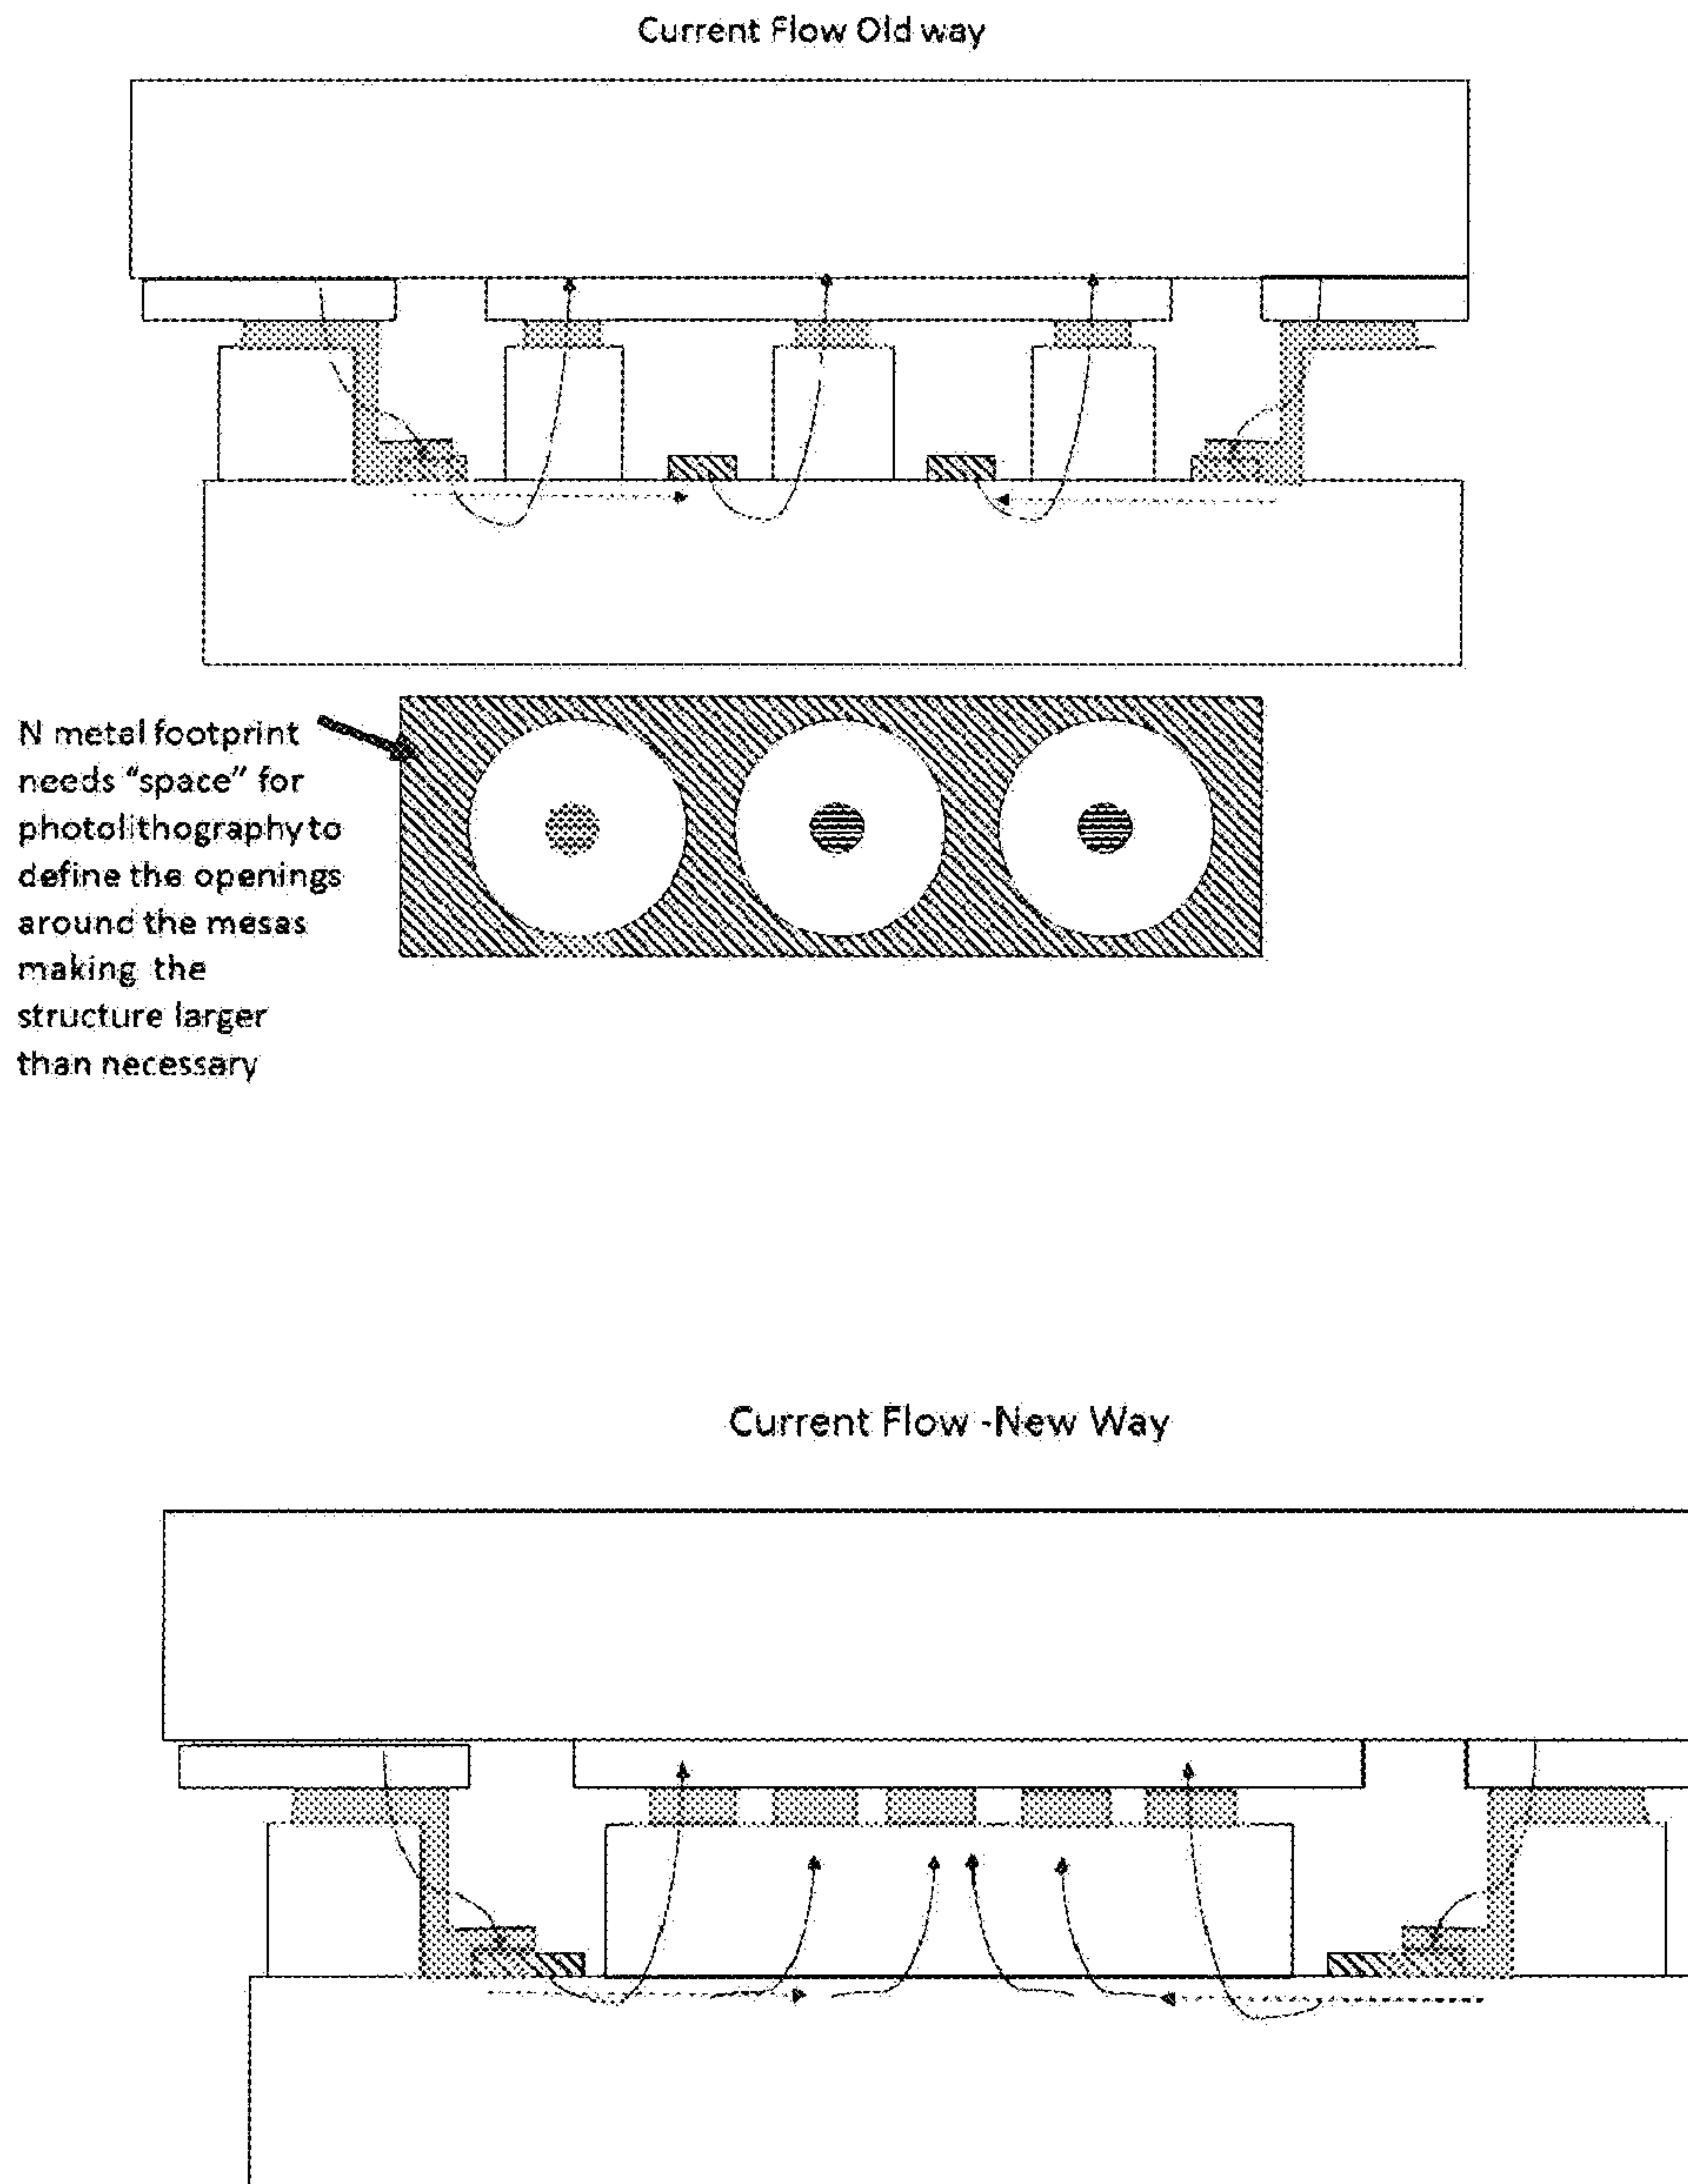 Current Flow Old way
N metal footprint
needs “space” for
photolithography to
define the openings
around the mesas
making the
structure larger
than necessary
Current Flow -New Way